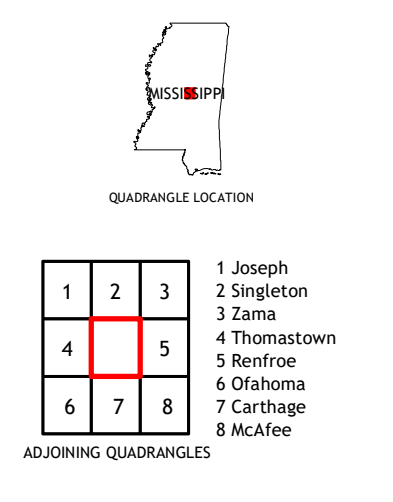 MISSISSIPPI
QUADRANGLE LOCATION
1 2 3
4 5
6 7 8
1 Joseph
2 Singleton
3 Zama
4 Thomastown
5 Renfroe
6 Ofahoma
7 Carthage
8 McAfee
ADJOINING QUADRANGLES